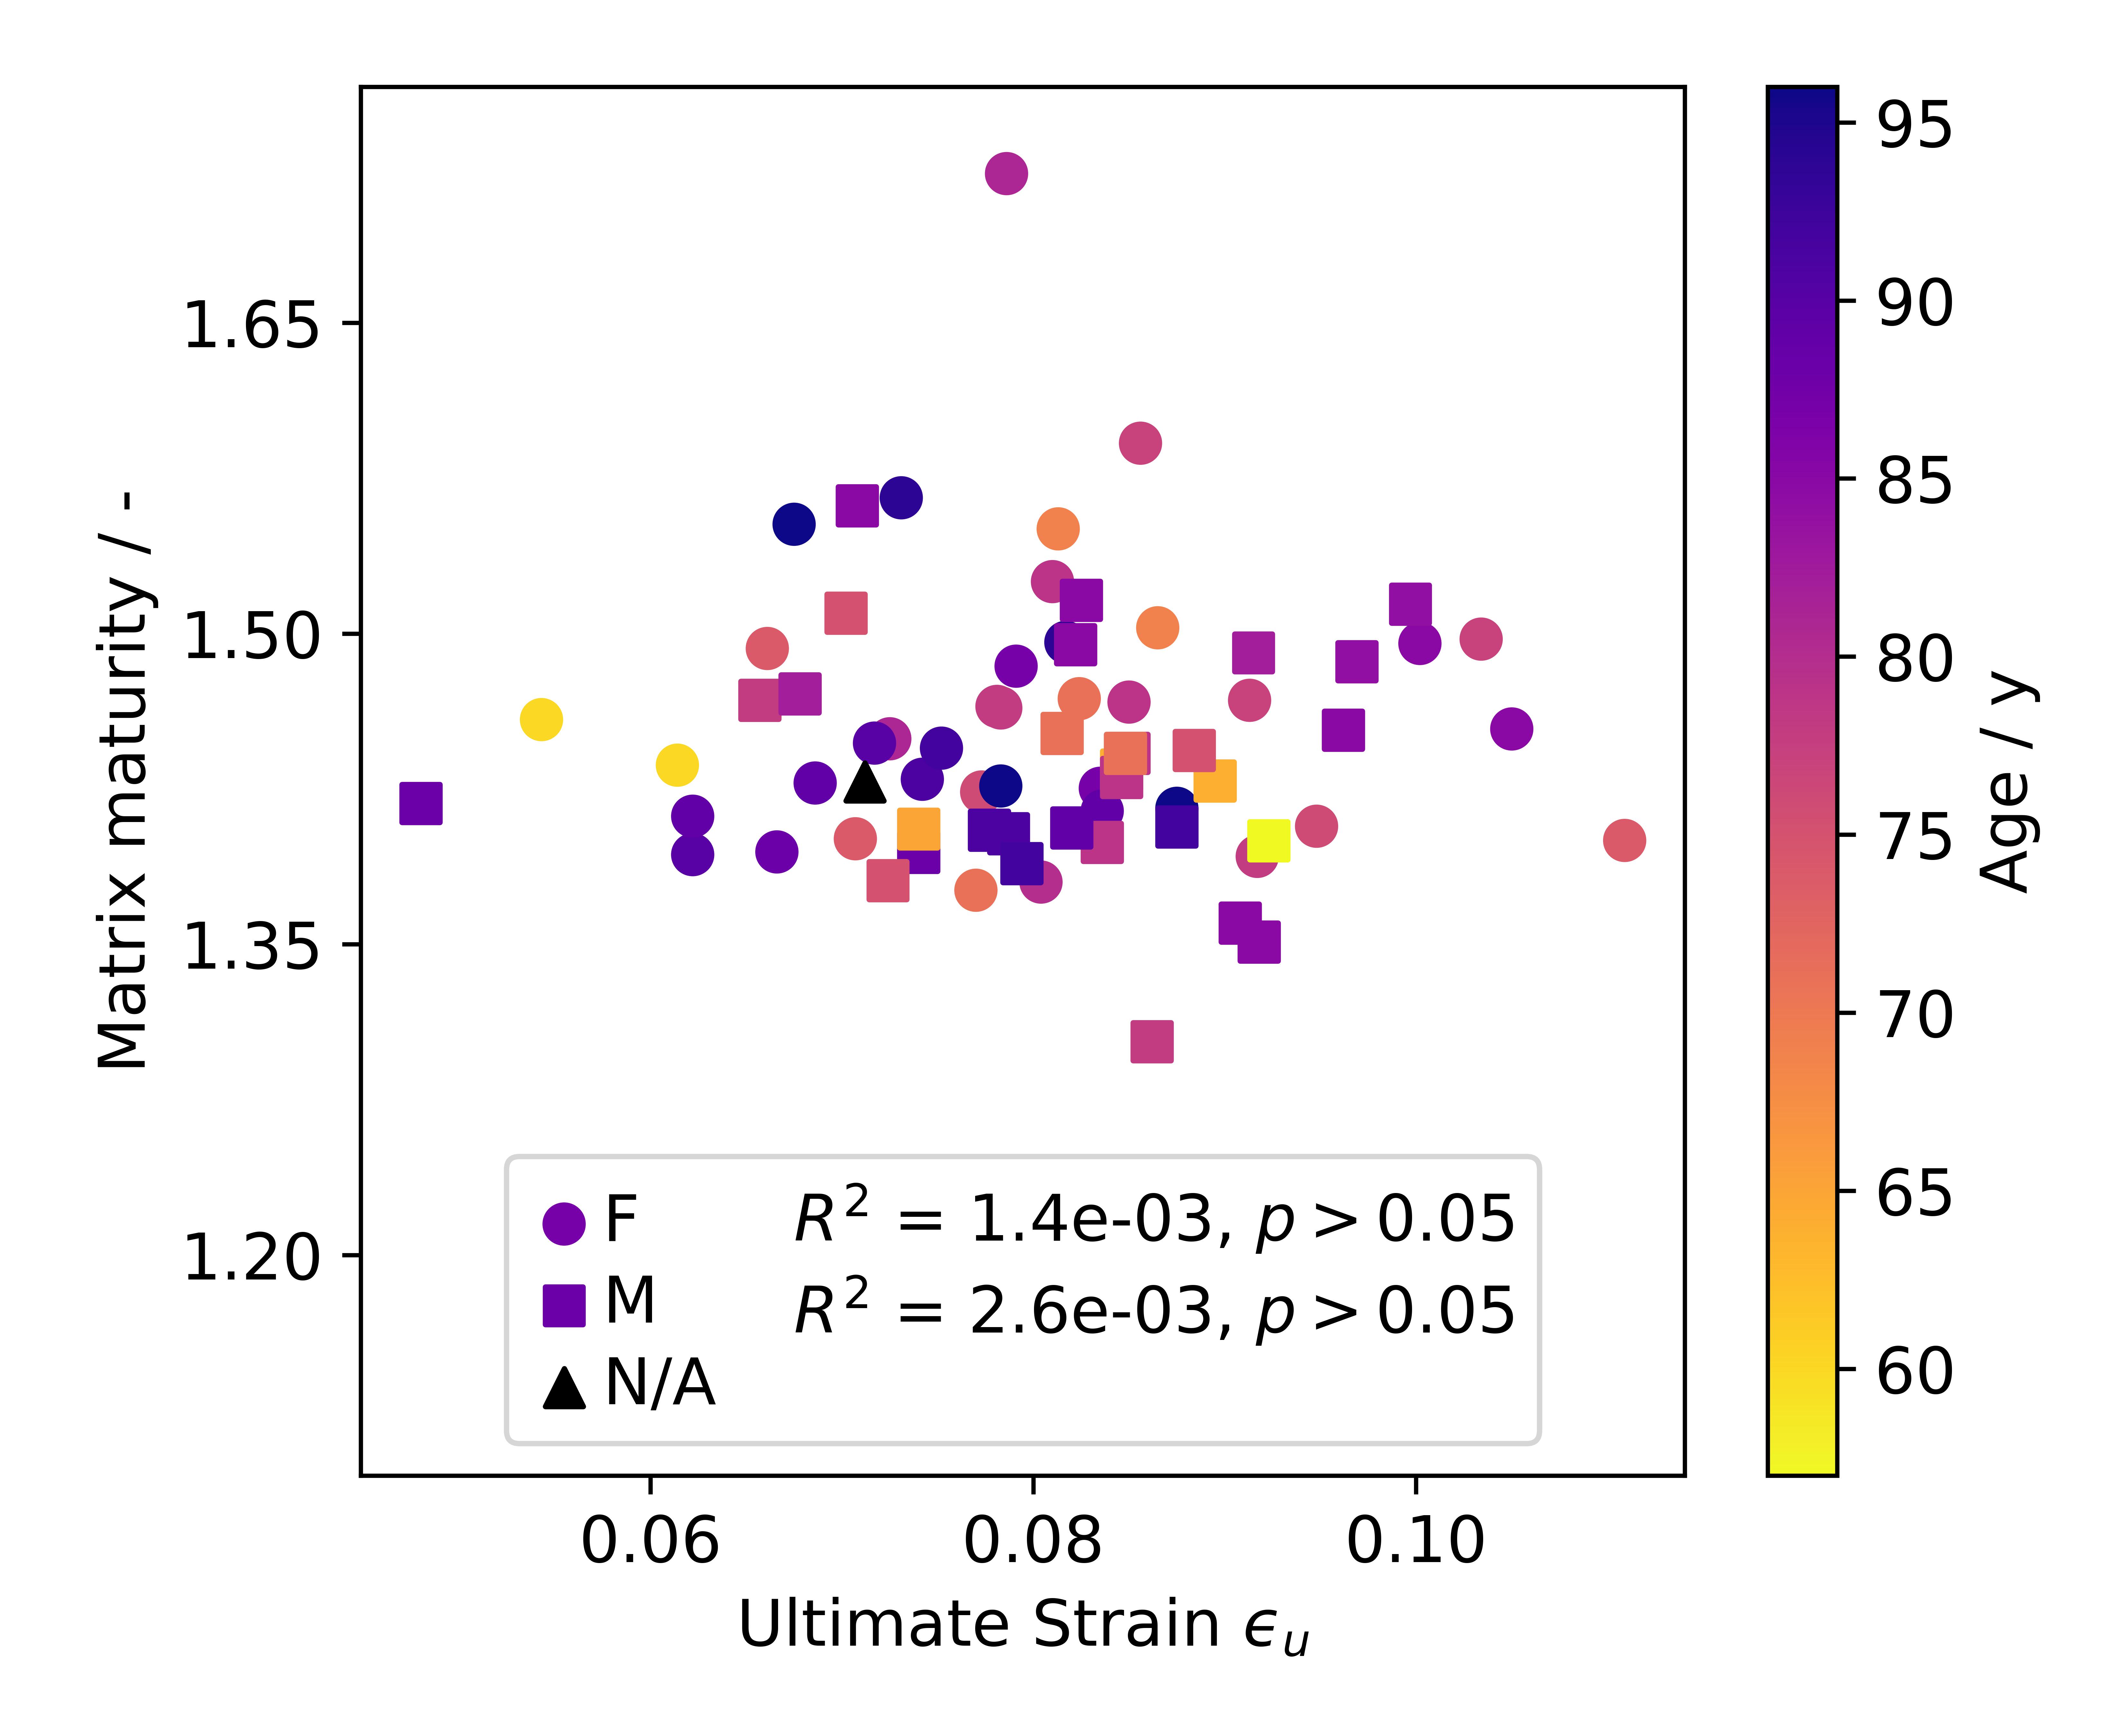 Matrix maturity / -
1.65
1.50
1.35
1.20
F R² = 1.4e-03, p > 0.05
M R² = 2.6e-03, p > 0.05
N/A
0.06 0.08 0.10
Ultimate Strain ϵᵤ
95
90
85
80
75
70
65
60
Age / y